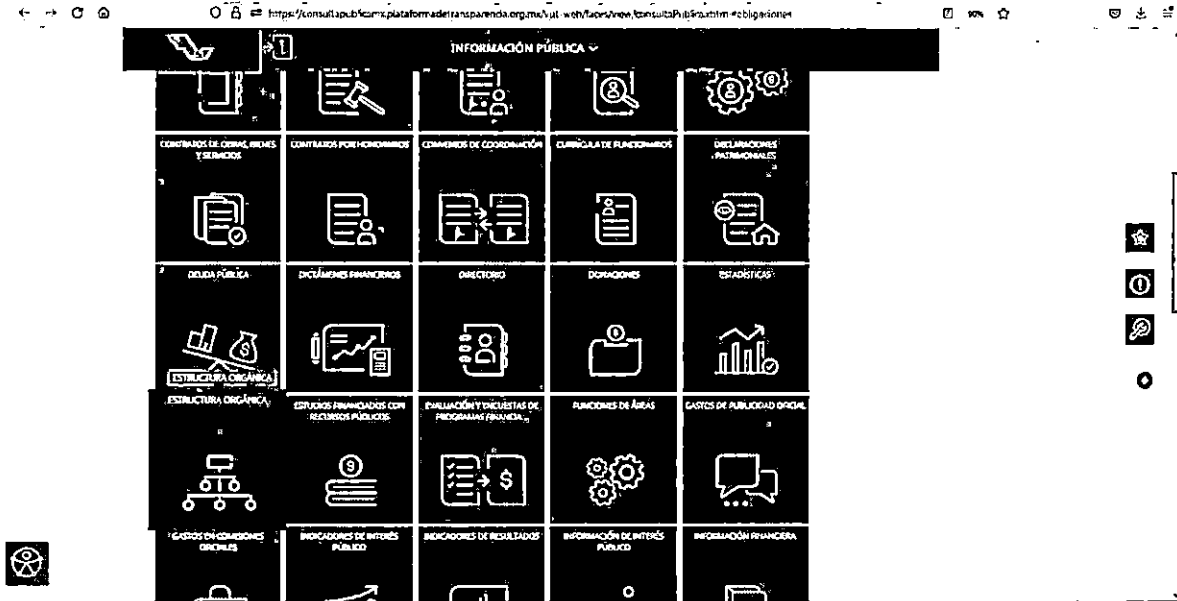 https://consultapublicamx.plataformadetransparencia.org.mx/vut-web/faces/view/consultaPublica.xhtml#obligaciones
90%
INFORMACIÓN PÚBLICA
CONTRATOS DE OBRAS, BIENES Y SERVICIOS
CONTRATOS POR HONORARIOS
CONVENIOS DE COORDINACIÓN
CURRÍCULA DE FUNCIONARIOS
DECLARACIONES PATRIMONIALES
DEUDA PÚBLICA
DICTÁMENES FINANCIEROS
DIRECTORIO
DONACIONES
ESTADÍSTICAS
ESTRUCTURA ORGÁNICA
ESTRUCTURA ORGÁNICA
ESTUDIOS FINANCIADOS CON RECURSOS PÚBLICOS
EVALUACIÓN Y ENCUESTAS DE PROGRAMAS FINANCIA...
FUNCIONES DE ÁREAS
GASTOS DE PUBLICIDAD OFICIAL
GASTOS EN COMISIONES OFICIALES
INDICADORES DE INTERÉS PÚBLICO
INDICADORES DE RESULTADOS
INFORMACIÓN DE INTERÉS PÚBLICO
INFORMACIÓN FINANCIERA